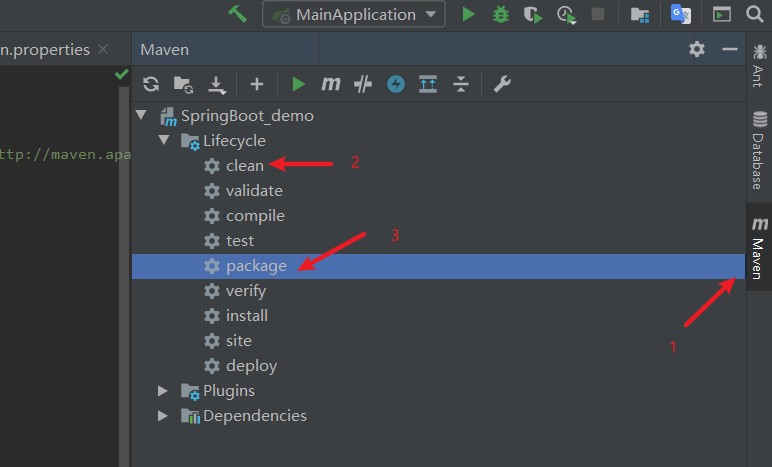 MainApplication
n.properties
Maven
SpringBoot_demo
ttp://maven.apa
Lifecycle
clean
2
validate
compile
test
3
package
verify
install
site
deploy
Plugins
Dependencies
1
Ant
Database
m Maven